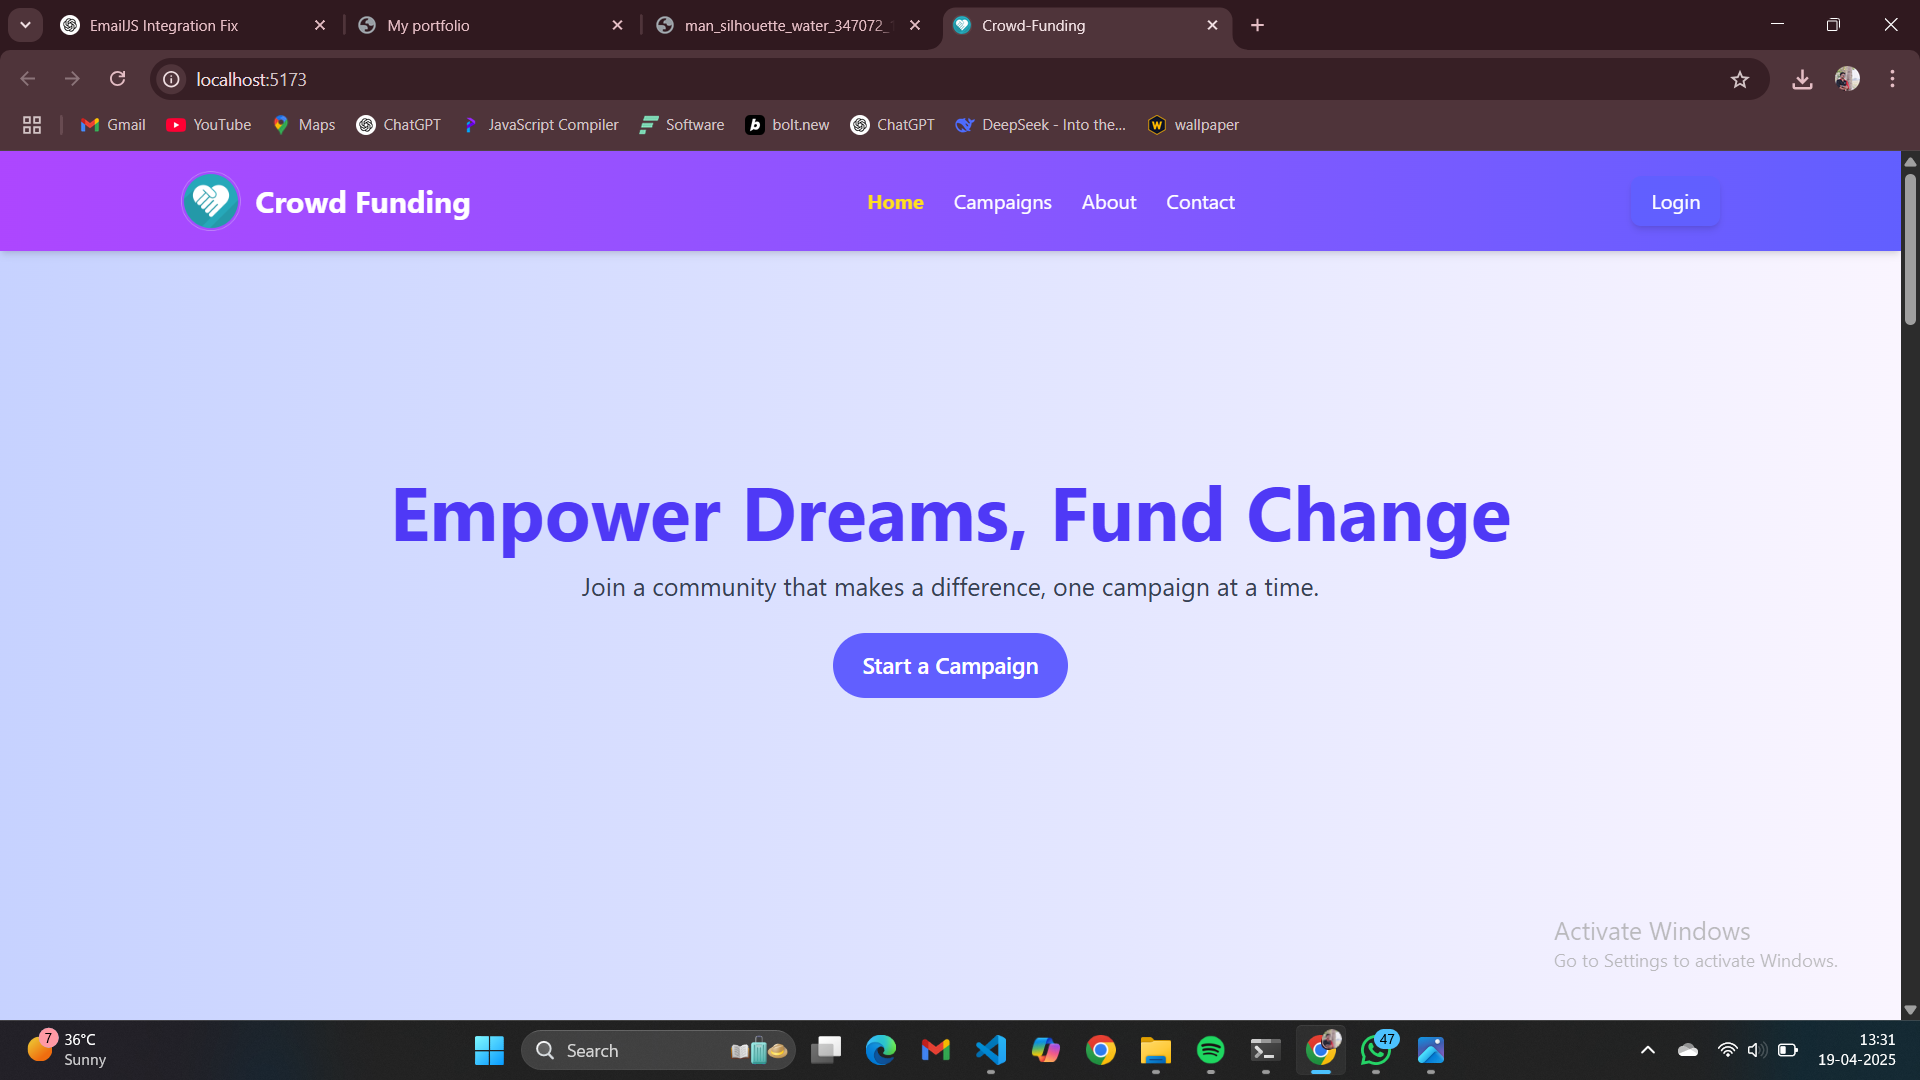 EmailJS Integration Fix
My portfolio
man_silhouette_water_347072_
Crowd-Funding
localhost:5173
Gmail
YouTube
Maps
ChatGPT
JavaScript Compiler
Software
bolt.new
ChatGPT
DeepSeek - Into the...
wallpaper
Crowd Funding
Home
Campaigns
About
Contact
Login
Empower Dreams, Fund Change
Join a community that makes a difference, one campaign at a time.
Start a Campaign
Activate Windows
Go to Settings to activate Windows.
7
36°C
Sunny
Search
47
13:31
19-04-2025